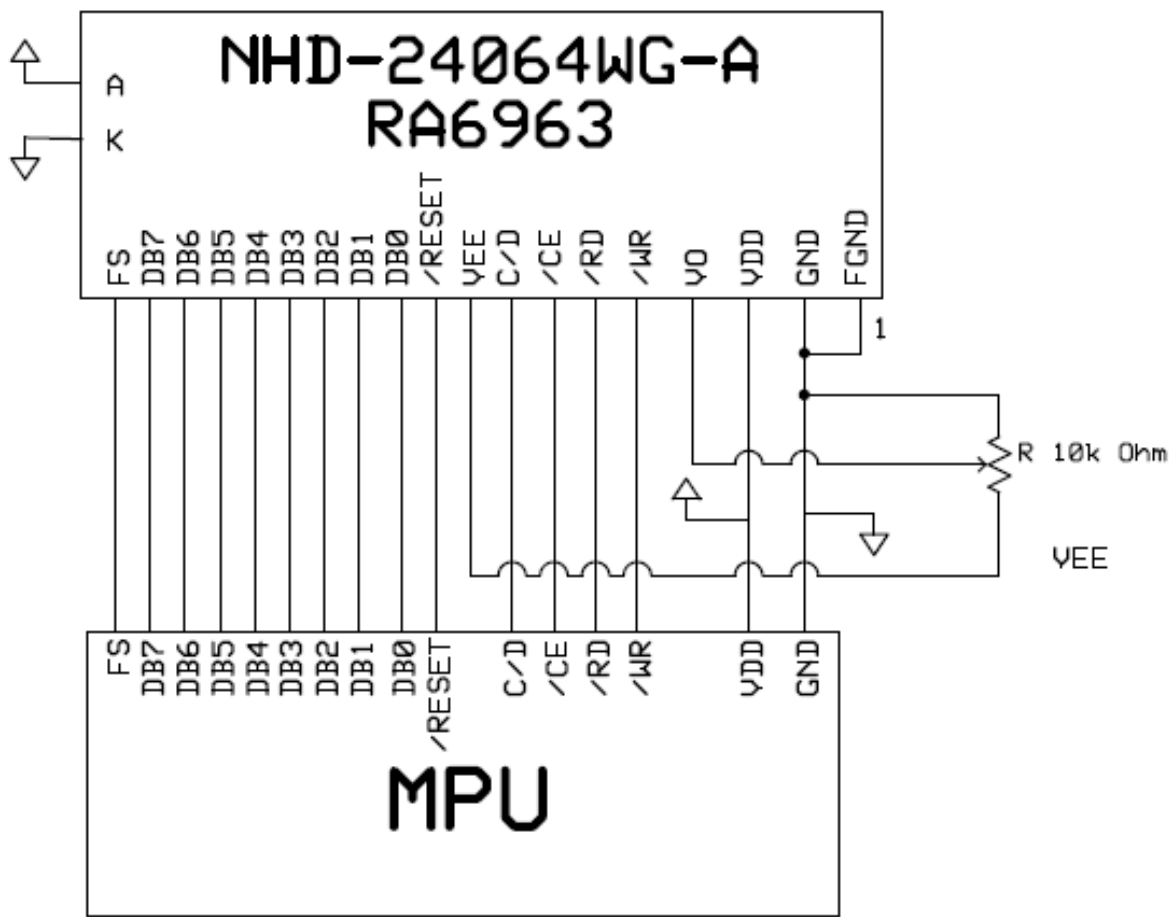 NHD-24064WG-A
RA6963
A
K
FS DB7 DB6 DB5 DB4 DB3 DB2 DB1 DB0 /RESET VEE C/D /CE /RD /WR VO VDD GND FGND
1
R 10k Ohm
VEE
FS DB7 DB6 DB5 DB4 DB3 DB2 DB1 DB0 /RESET C/D /CE /RD /WR VDD GND
MPU